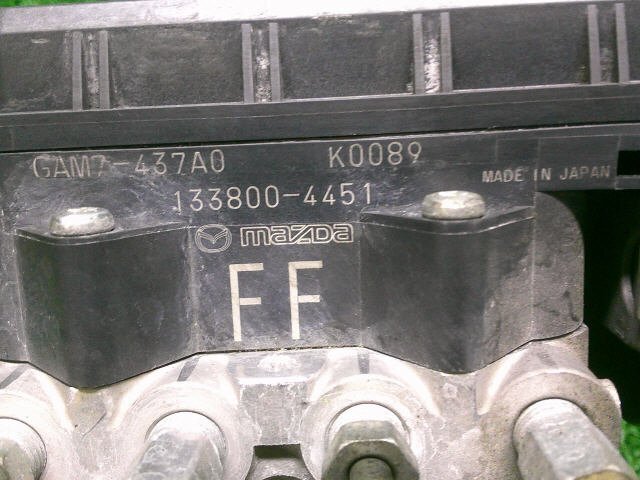 GAM7-437A0 K0089
133800-4451
MADE IN JAPAN
mazda
FF